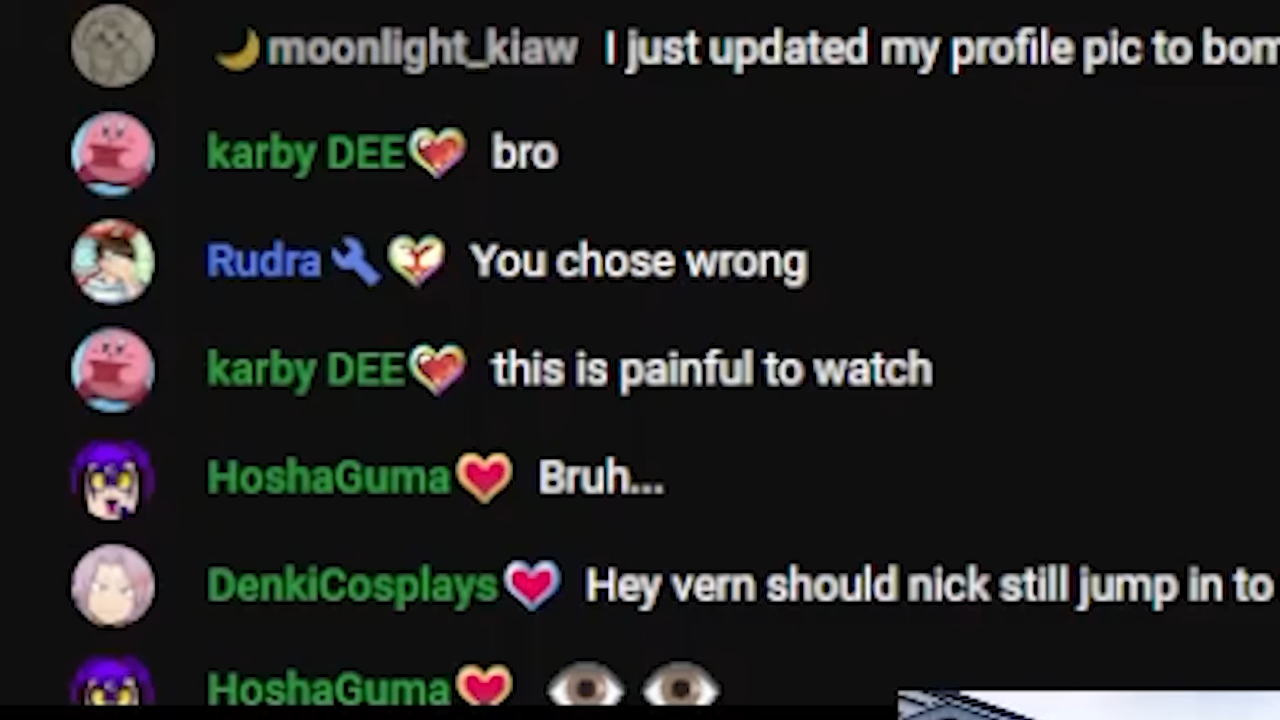 🌙moonlight_kiaw I just updated my profile pic to
karby DEE bro
Rudra You chose wrong
karby DEE this is painful to watch
HoshaGuma Bruh...
DenkiCosplays Hey vern should nick still jump in to
HoshaGuma 👁️ 👁️